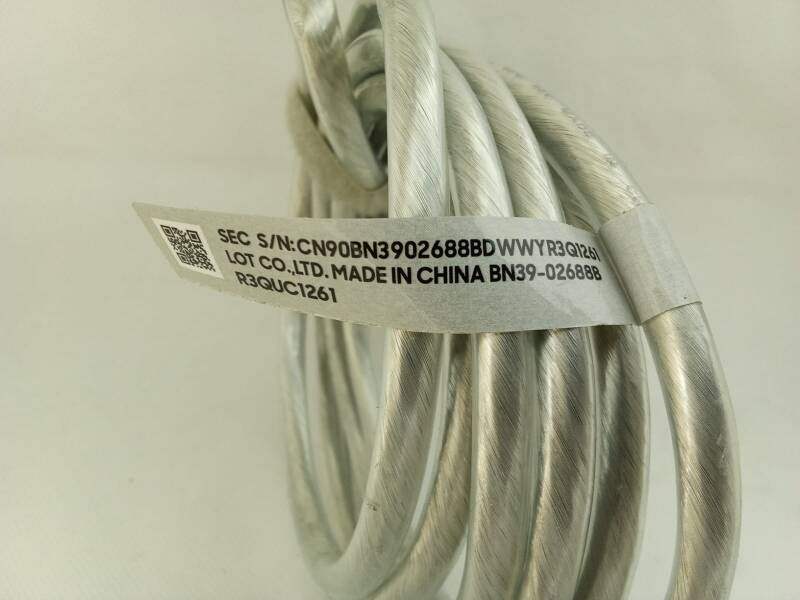 SEC S/N:CN90BN3902688BDWWYR3Q1261
LOT CO.,LTD. MADE IN CHINA BN39-02688B
R3QUC1261